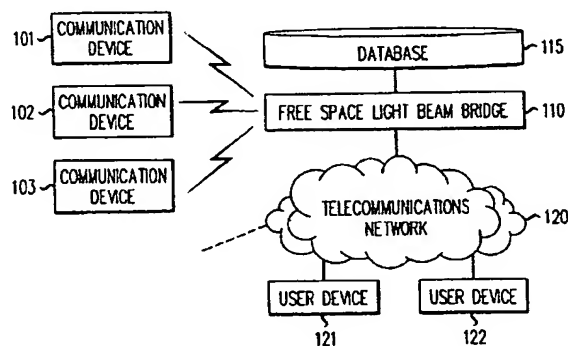 101
COMMUNICATION
DEVICE
102
COMMUNICATION
DEVICE
103
COMMUNICATION
DEVICE
DATABASE
115
FREE SPACE LIGHT BEAM BRIDGE
110
TELECOMMUNICATIONS
NETWORK
120
USER DEVICE
121
USER DEVICE
122